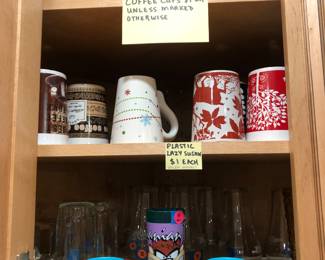 COFFEE CUPS $1 EA
UNLESS MARKED
OTHERWISE
PLASTIC
LAZY SUSAN
$1 EACH